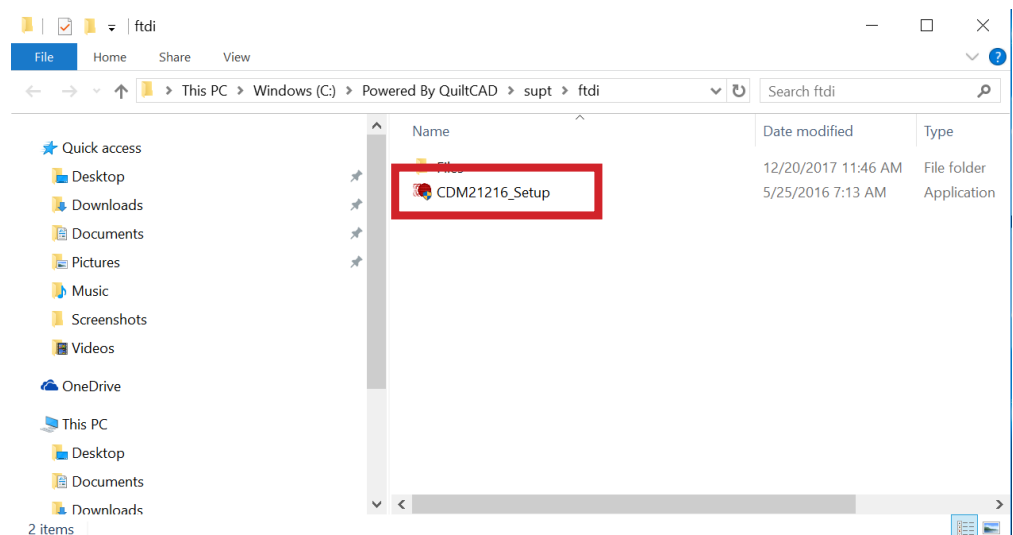 ftdi
File Home Share View
This PC > Windows (C:) > Powered By QuiltCAD > supt > ftdi
Search ftdi
Name Date modified Type
Quick access
Desktop
Downloads
Documents
Pictures
Music
Screenshots
Videos
OneDrive
This PC
Desktop
Documents
Downloads
Files 12/20/2017 11:46 AM File folder
CDM21216_Setup 5/25/2016 7:13 AM Application
2 items